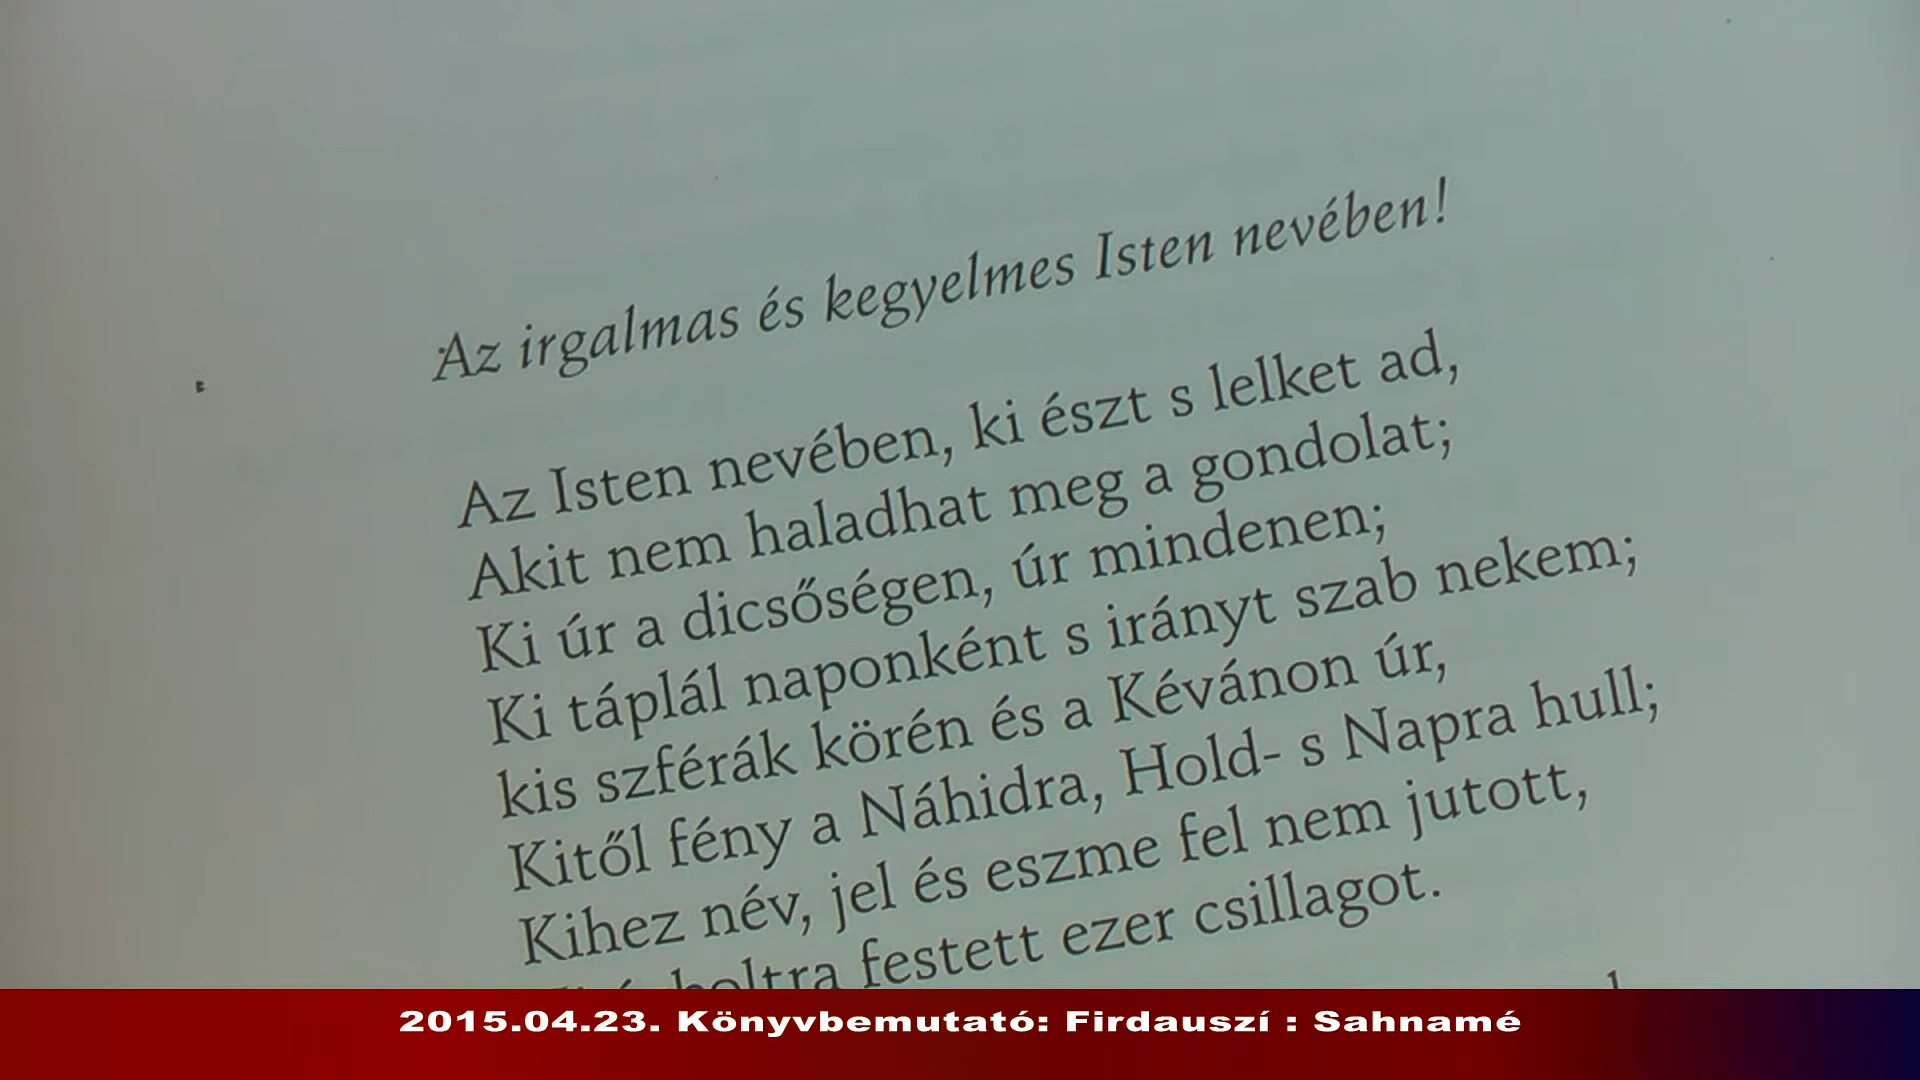 Az irgalmas és kegyelmes Isten nevében!
Az Isten nevében, ki észt s lelket ad,
Akit nem haladhat meg a gondolat;
Ki úr a dicsőségen, úr mindenen;
Ki táplál naponként s irányt szab nekem;
kis szférák körén és a Kévánon úr,
Kitől fény a Náhidra, Hold- s Napra hull;
Kihez név, jel és eszme fel nem jutott,
festett ezer csillagot.
2015.04.23. Könyvbemutató: Firdauszí : Sahnamé